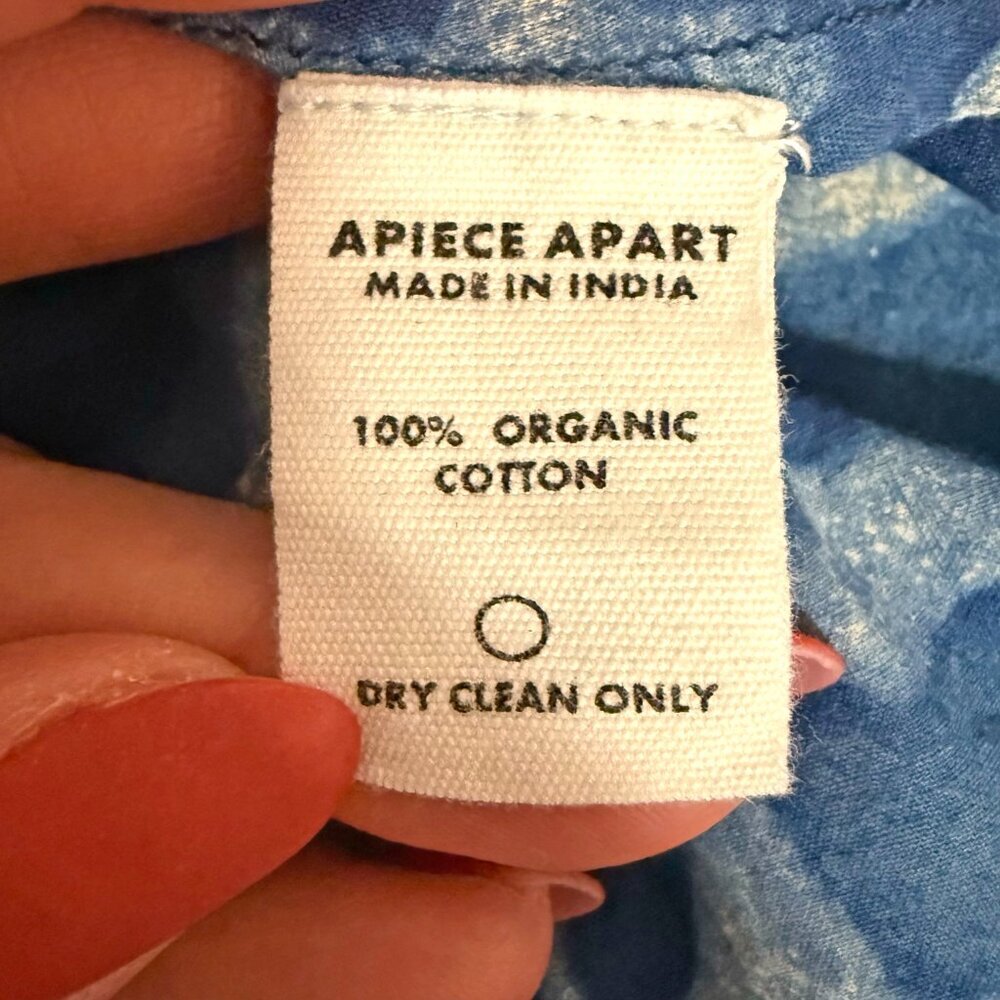 APIECE APART
MADE IN INDIA
100% ORGANIC
COTTON
DRY CLEAN ONLY